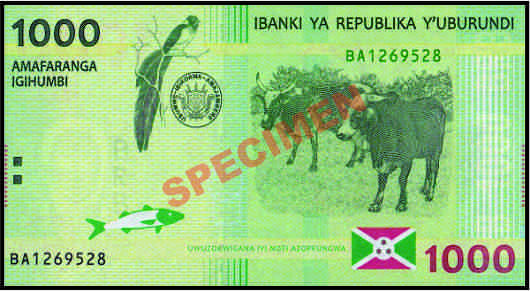 1000
IBANKI YA REPUBLIKA Y'UBURUNDI
AMAFARANGA
IGIHUMBI
BA1269528
SPECIMEN
BA1269528
1000